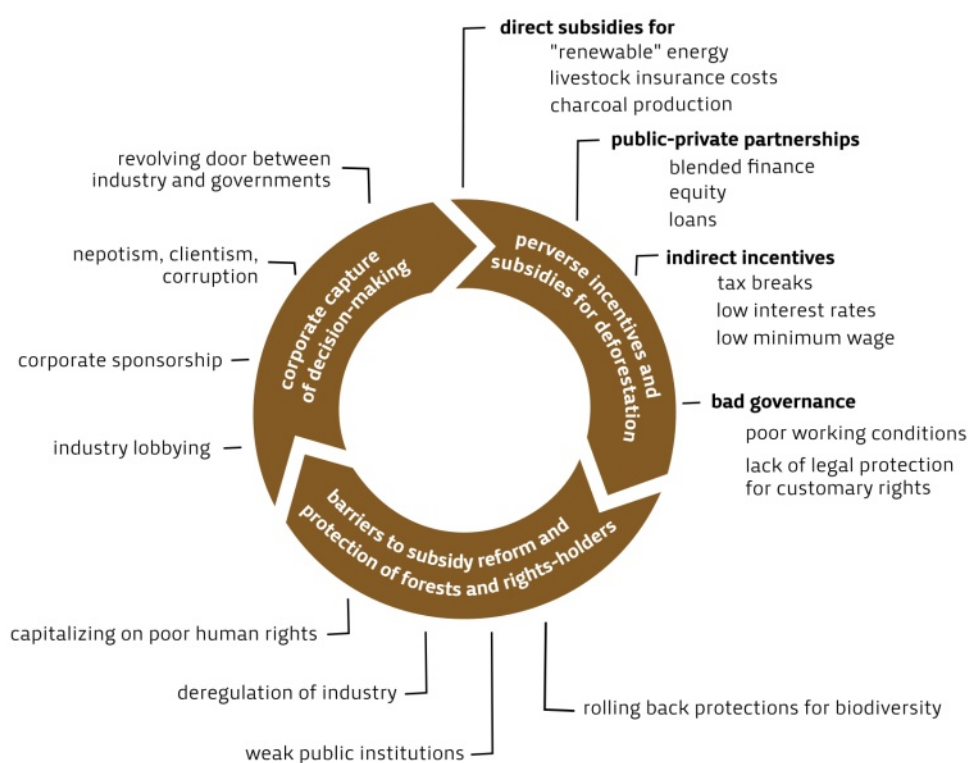 direct subsidies for
"renewable" energy
livestock insurance costs
charcoal production
public-private partnerships
blended finance
equity
loans
indirect incentives
tax breaks
low interest rates
low minimum wage
bad governance
poor working conditions
lack of legal protection
for customary rights
perverse incentives and
subsidies for deforestation
barriers to subsidy reform and
protection of forests and rights-holders
rolling back protections for biodiversity
weak public institutions
deregulation of industry
capitalizing on poor human rights
corporate capture
of decision-making
industry lobbying
corporate sponsorship
nepotism, clientism,
corruption
revolving door between
industry and governments